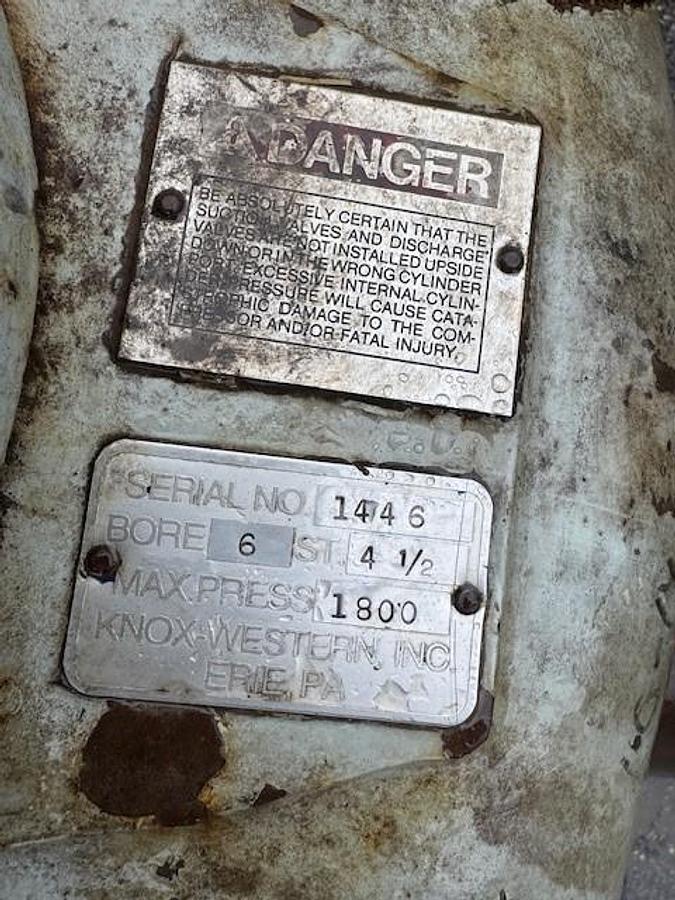 DANGER
BE ABSOLUTELY CERTAIN THAT THE
SUCTION VALVES AND DISCHARGE
VALVES ARE NOT INSTALLED UPSIDE
DOWN OR IN THE WRONG CYLINDER
PORT. EXCESSIVE INTERNAL CYLIN-
DER PRESSURE WILL CAUSE CATA-
STROPHIC DAMAGE TO THE COM-
PRESSOR AND/OR FATAL INJURY.
SERIAL NO. 1446
BORE 6 ST. 4 1/2
MAX. PRESS. 1800
KNOX-WESTERN, INC.
ERIE, PA